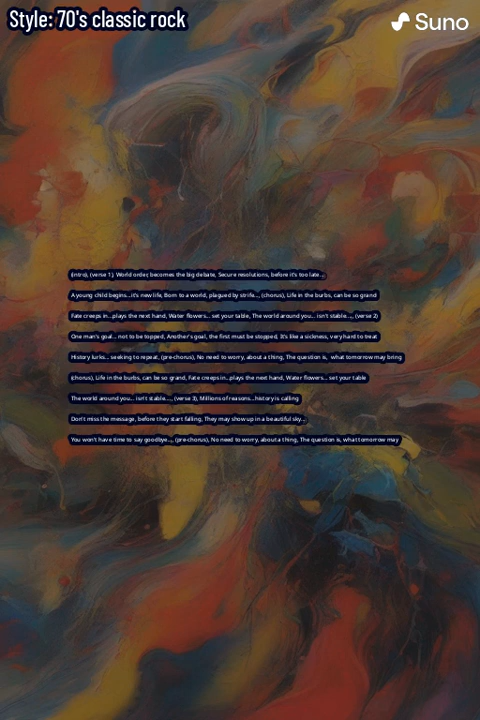 Style: 70's classic rock
Suno
(intro), (verse 1), World order, becomes the big debate, Secure resolutions, before it's too late...,
A young child begins...it's new life, Born to a world, plagued by strife..., (chorus), Life in the burbs, can be so grand
Fate creeps in...plays the next hand, Water flowers... set your table, The world around you... isn't stable...., (verse 2)
One man's goal... not to be topped, Another's goal, the first must be stopped, It's like a sickness, very hard to treat
History lurks... seeking to repeat, (pre-chorus), No need to worry, about a thing, The question is, what tomorrow may bring
(chorus), Life in the burbs, can be so grand, Fate creeps in...plays the next hand, Water flowers... set your table
The world around you... isn't stable...., (verse 3), Millions of reasons...history is calling
Don't miss the message, before they start falling, They may show up in a beautiful sky...
You won't have time to say goodbye..., (pre-chorus), No need to worry, about a thing, The question is, what tomorrow may